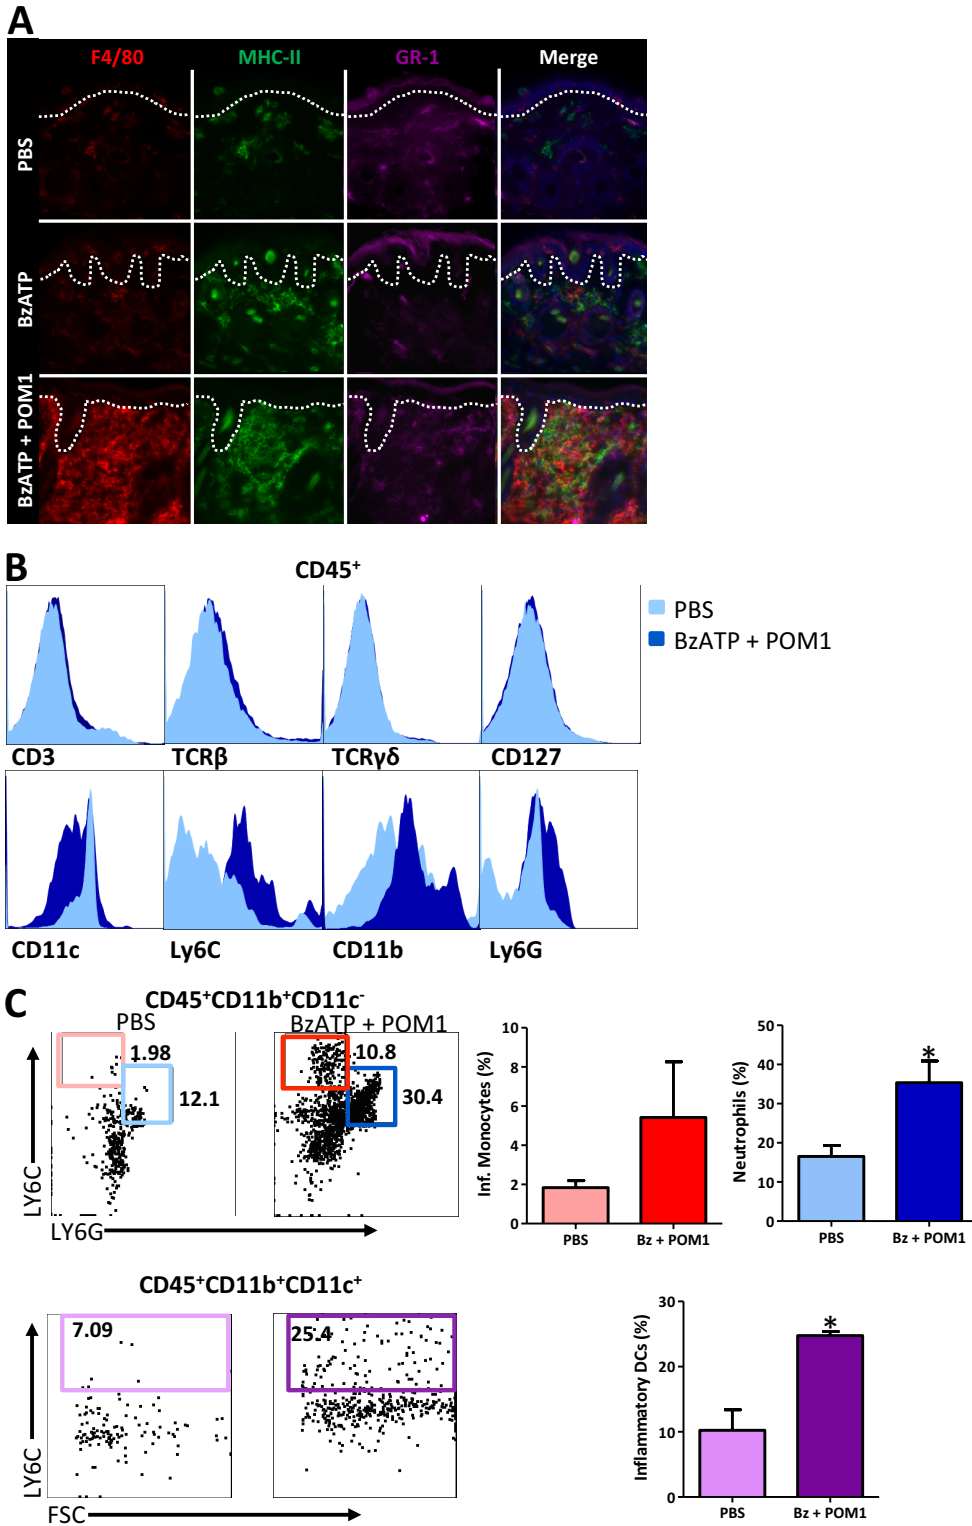 A
F4/80 MHC-II GR-1 Merge
PBS
BzATP
BzATP + POM1
B
CD45⁺
PBS
BzATP + POM1
CD3 TCRβ TCRγδ CD127
CD11c Ly6C CD11b Ly6G
C
CD45⁺CD11b⁺CD11c⁻
PBS BzATP + POM1
1.98
12.1
10.8
30.4
LY6C
LY6G
Inf. Monocytes (%)
10
8
6
4
2
0
PBS Bz + POM1
Neutrophils (%)
50
40
30
20
10
0
*
PBS Bz + POM1
CD45⁺CD11b⁺CD11c⁺
7.09
25.4
LY6C
FSC
Inflammatory DCs (%)
30
20
10
0
*
PBS Bz + POM1